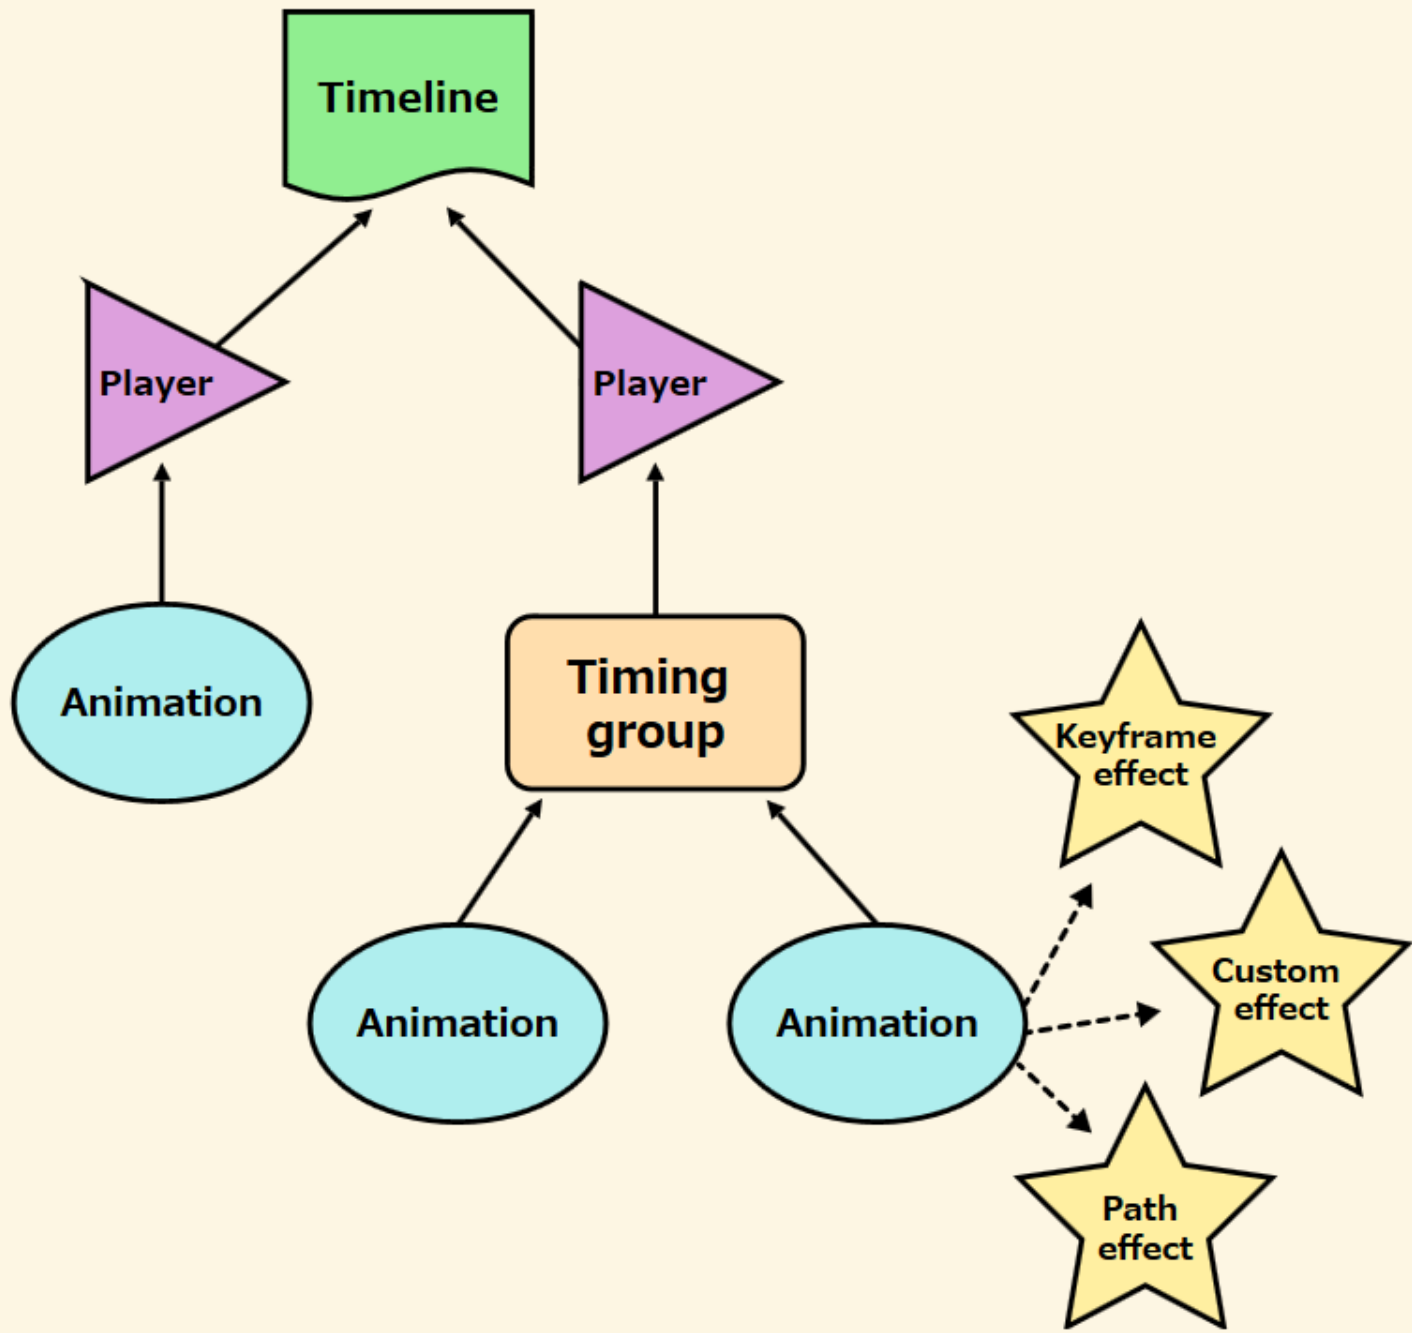 Timeline
Player
Player
Animation
Timing
group
Keyframe
effect
Custom
effect
Animation
Animation
Path
effect